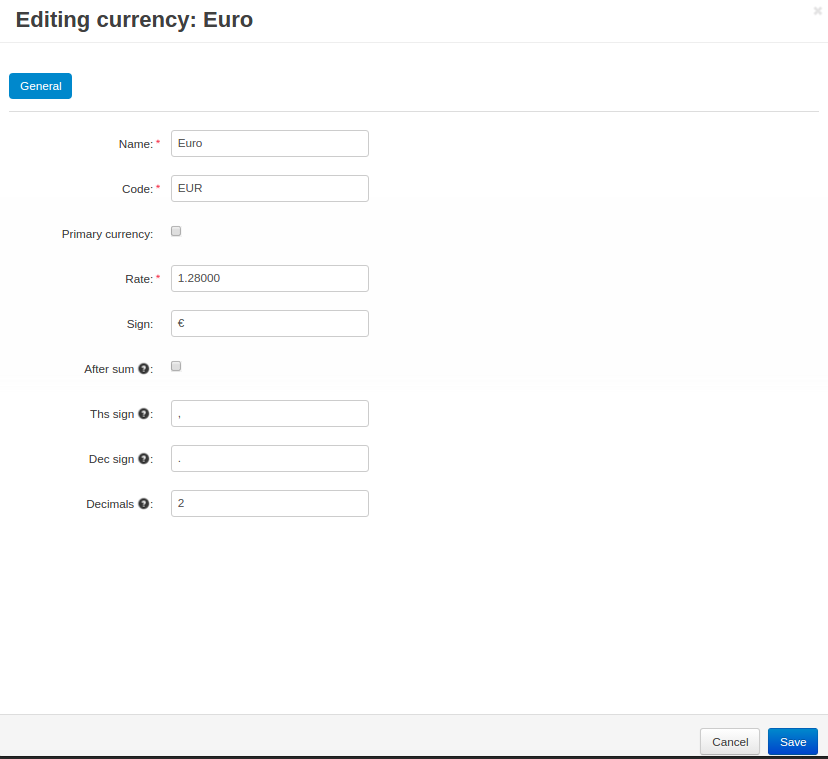 Editing currency: Euro
General
Name: * Euro
Code: * EUR
Primary currency:
Rate: * 1.28000
Sign: €
After sum ?:
Ths sign ?: ,
Dec sign ?: .
Decimals ?: 2
Cancel Save